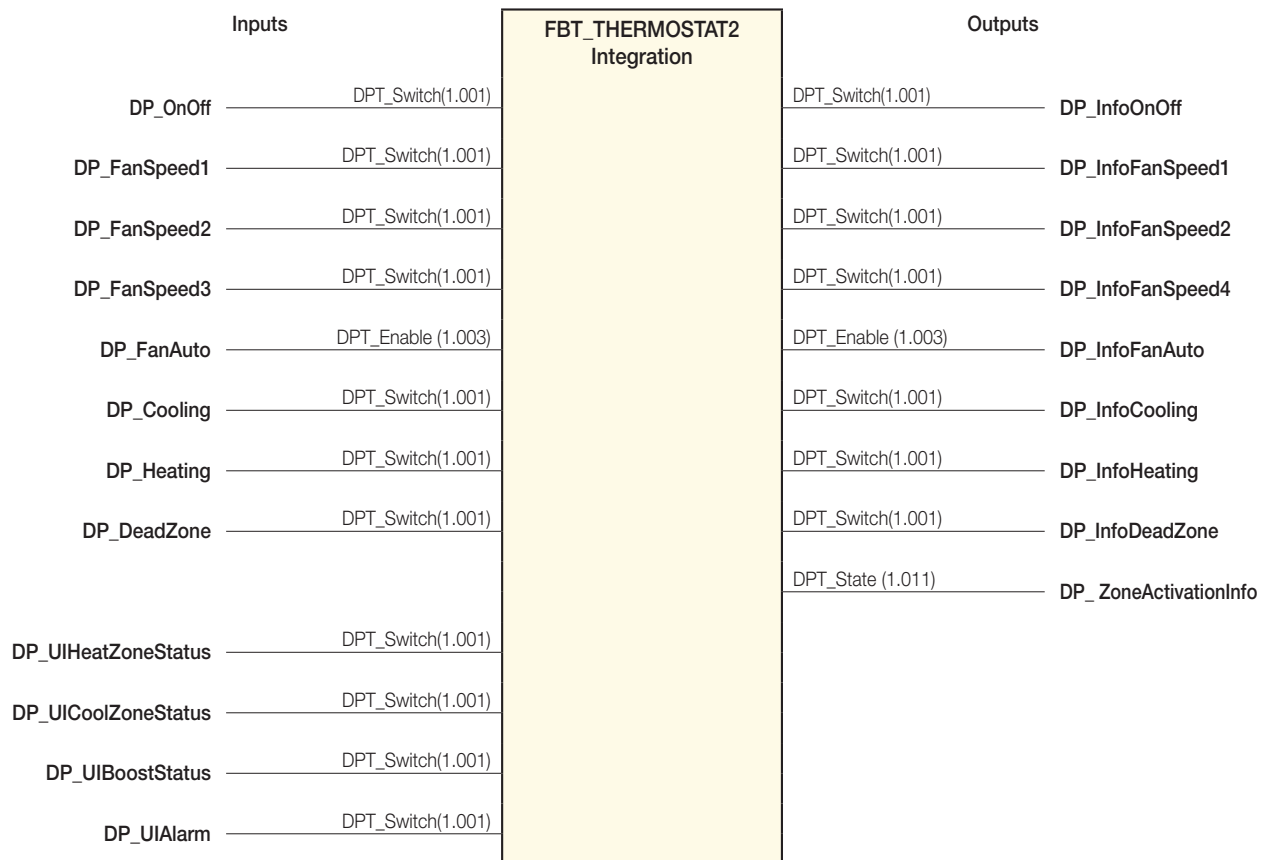 Inputs
FBT_THERMOSTAT2
Integration
Outputs
DP_OnOff DPT_Switch(1.001) DPT_Switch(1.001) DP_InfoOnOff
DP_FanSpeed1 DPT_Switch(1.001) DPT_Switch(1.001) DP_InfoFanSpeed1
DP_FanSpeed2 DPT_Switch(1.001) DPT_Switch(1.001) DP_InfoFanSpeed2
DP_FanSpeed3 DPT_Switch(1.001) DPT_Switch(1.001) DP_InfoFanSpeed4
DP_FanAuto DPT_Enable (1.003) DPT_Enable (1.003) DP_InfoFanAuto
DP_Cooling DPT_Switch(1.001) DPT_Switch(1.001) DP_InfoCooling
DP_Heating DPT_Switch(1.001) DPT_Switch(1.001) DP_InfoHeating
DP_DeadZone DPT_Switch(1.001) DPT_Switch(1.001) DP_InfoDeadZone
DPT_State (1.011) DP_ ZoneActivationInfo
DP_UIHeatZoneStatus DPT_Switch(1.001)
DP_UICoolZoneStatus DPT_Switch(1.001)
DP_UIBoostStatus DPT_Switch(1.001)
DP_UIAlarm DPT_Switch(1.001)